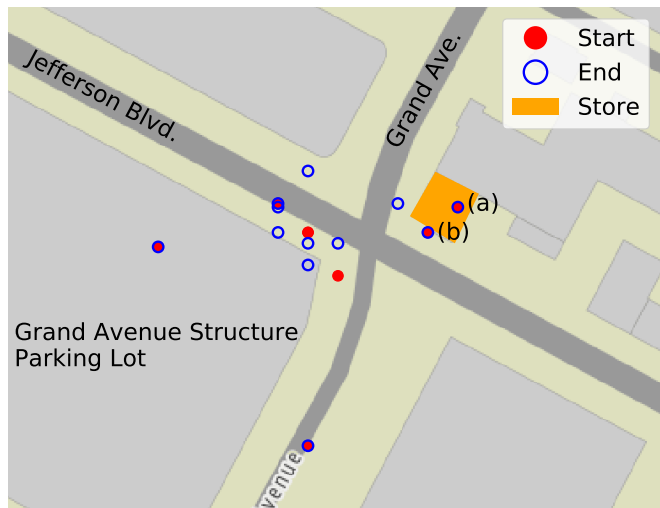 Start
End
Store
Jefferson Blvd.
Grand Ave.
(a)
(b)
Grand Avenue Structure
Parking Lot
venue